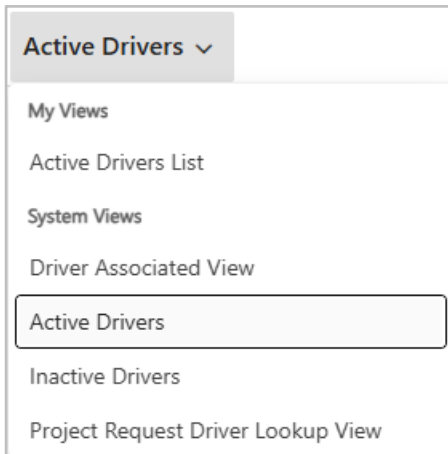 Active Drivers
My Views
Active Drivers List
System Views
Driver Associated View
Active Drivers
Inactive Drivers
Project Request Driver Lookup View